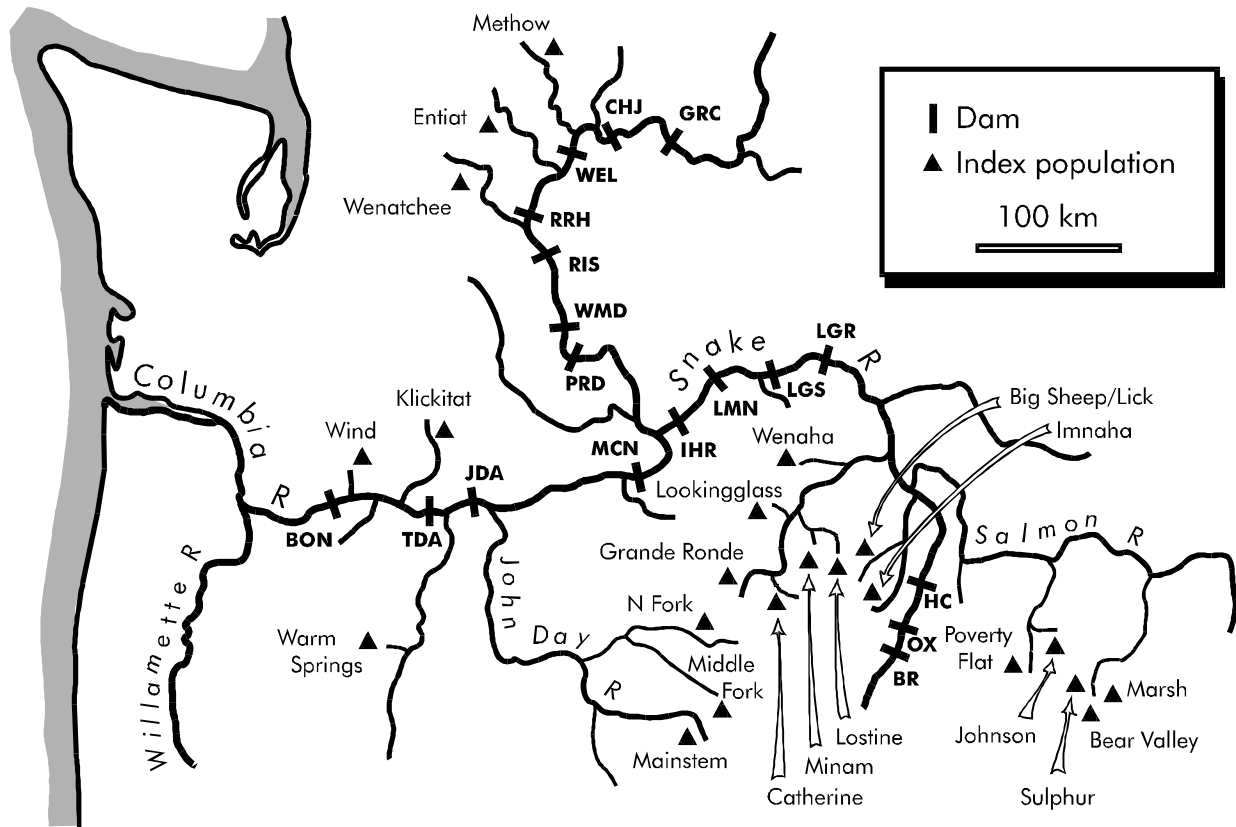 Methow
Entiat
CHJ
GRC
Dam
Index population
100 km
WEL
Wenatchee
RRH
RIS
WMD
PRD
Snake R
LGR
LGS
LMN
IHR
MCN
Columbia R
Klickitat
Wind
JDA
TDA
BON
Big Sheep/Lick
Imnaha
Wenaha
Lookingglass
Grande Ronde
Salmon R
Willamette R
John Day R
N Fork
Middle
Fork
Mainstem
Warm
Springs
HC
OX
BR
Poverty
Flat
Marsh
Bear Valley
Johnson
Sulphur
Lostine
Minam
Catherine